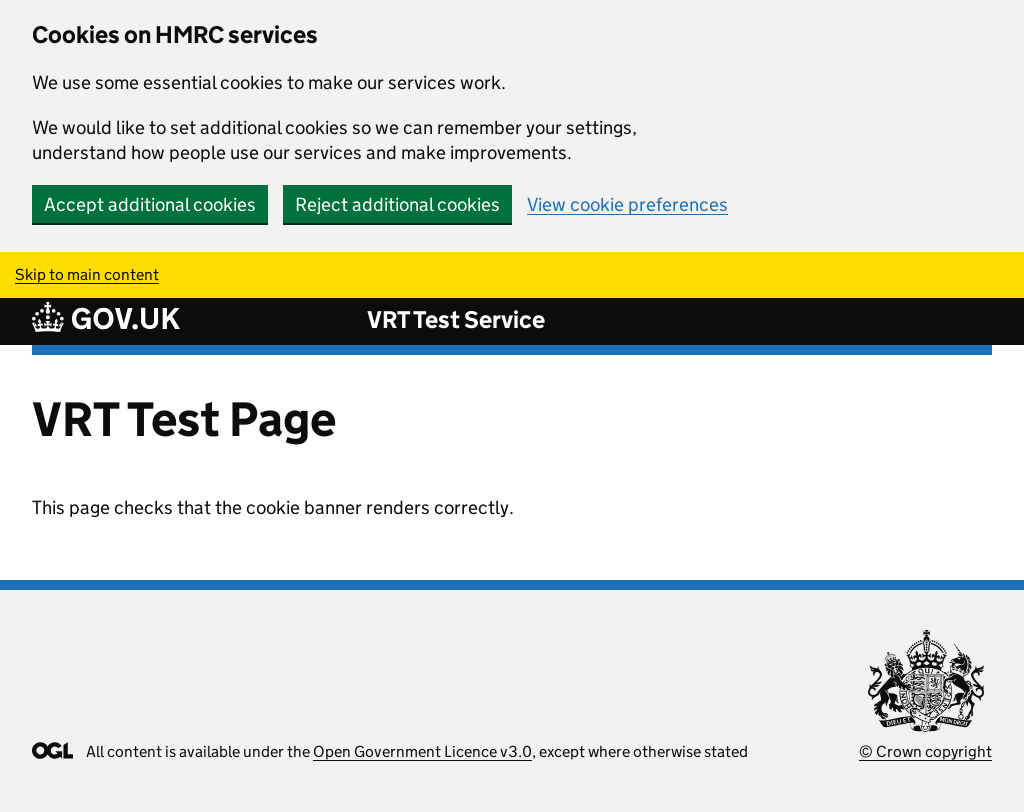 Cookies on HMRC services
We use some essential cookies to make our services work.
We would like to set additional cookies so we can remember your settings,
understand how people use our services and make improvements.
Accept additional cookies Reject additional cookies View cookie preferences
Skip to main content
GOV.UK VRT Test Service
VRT Test Page
This page checks that the cookie banner renders correctly.
DIEU ET MON DROIT
OGL All content is available under the Open Government Licence v3.0, except where otherwise stated © Crown copyright